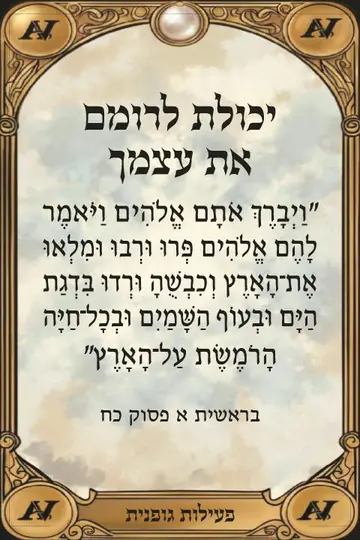 יכולת לרומם
את עצמך
"וַיְבָרֶךְ אֹתָם אֱלֹהִים וַיֹּאמֶר
לָהֶם אֱלֹהִים פְּרוּ וּרְבוּ וּמִלְאוּ
אֶת־הָאָרֶץ וְכִבְשֻׁהָ וּרְדוּ בִּדְגַת
הַיָּם וּבְעוֹף הַשָּׁמַיִם וּבְכָל־חַיָּה
הָרֹמֶשֶׂת עַל־הָאָרֶץ"
בראשית א פסוק כח
פעילות גופנית